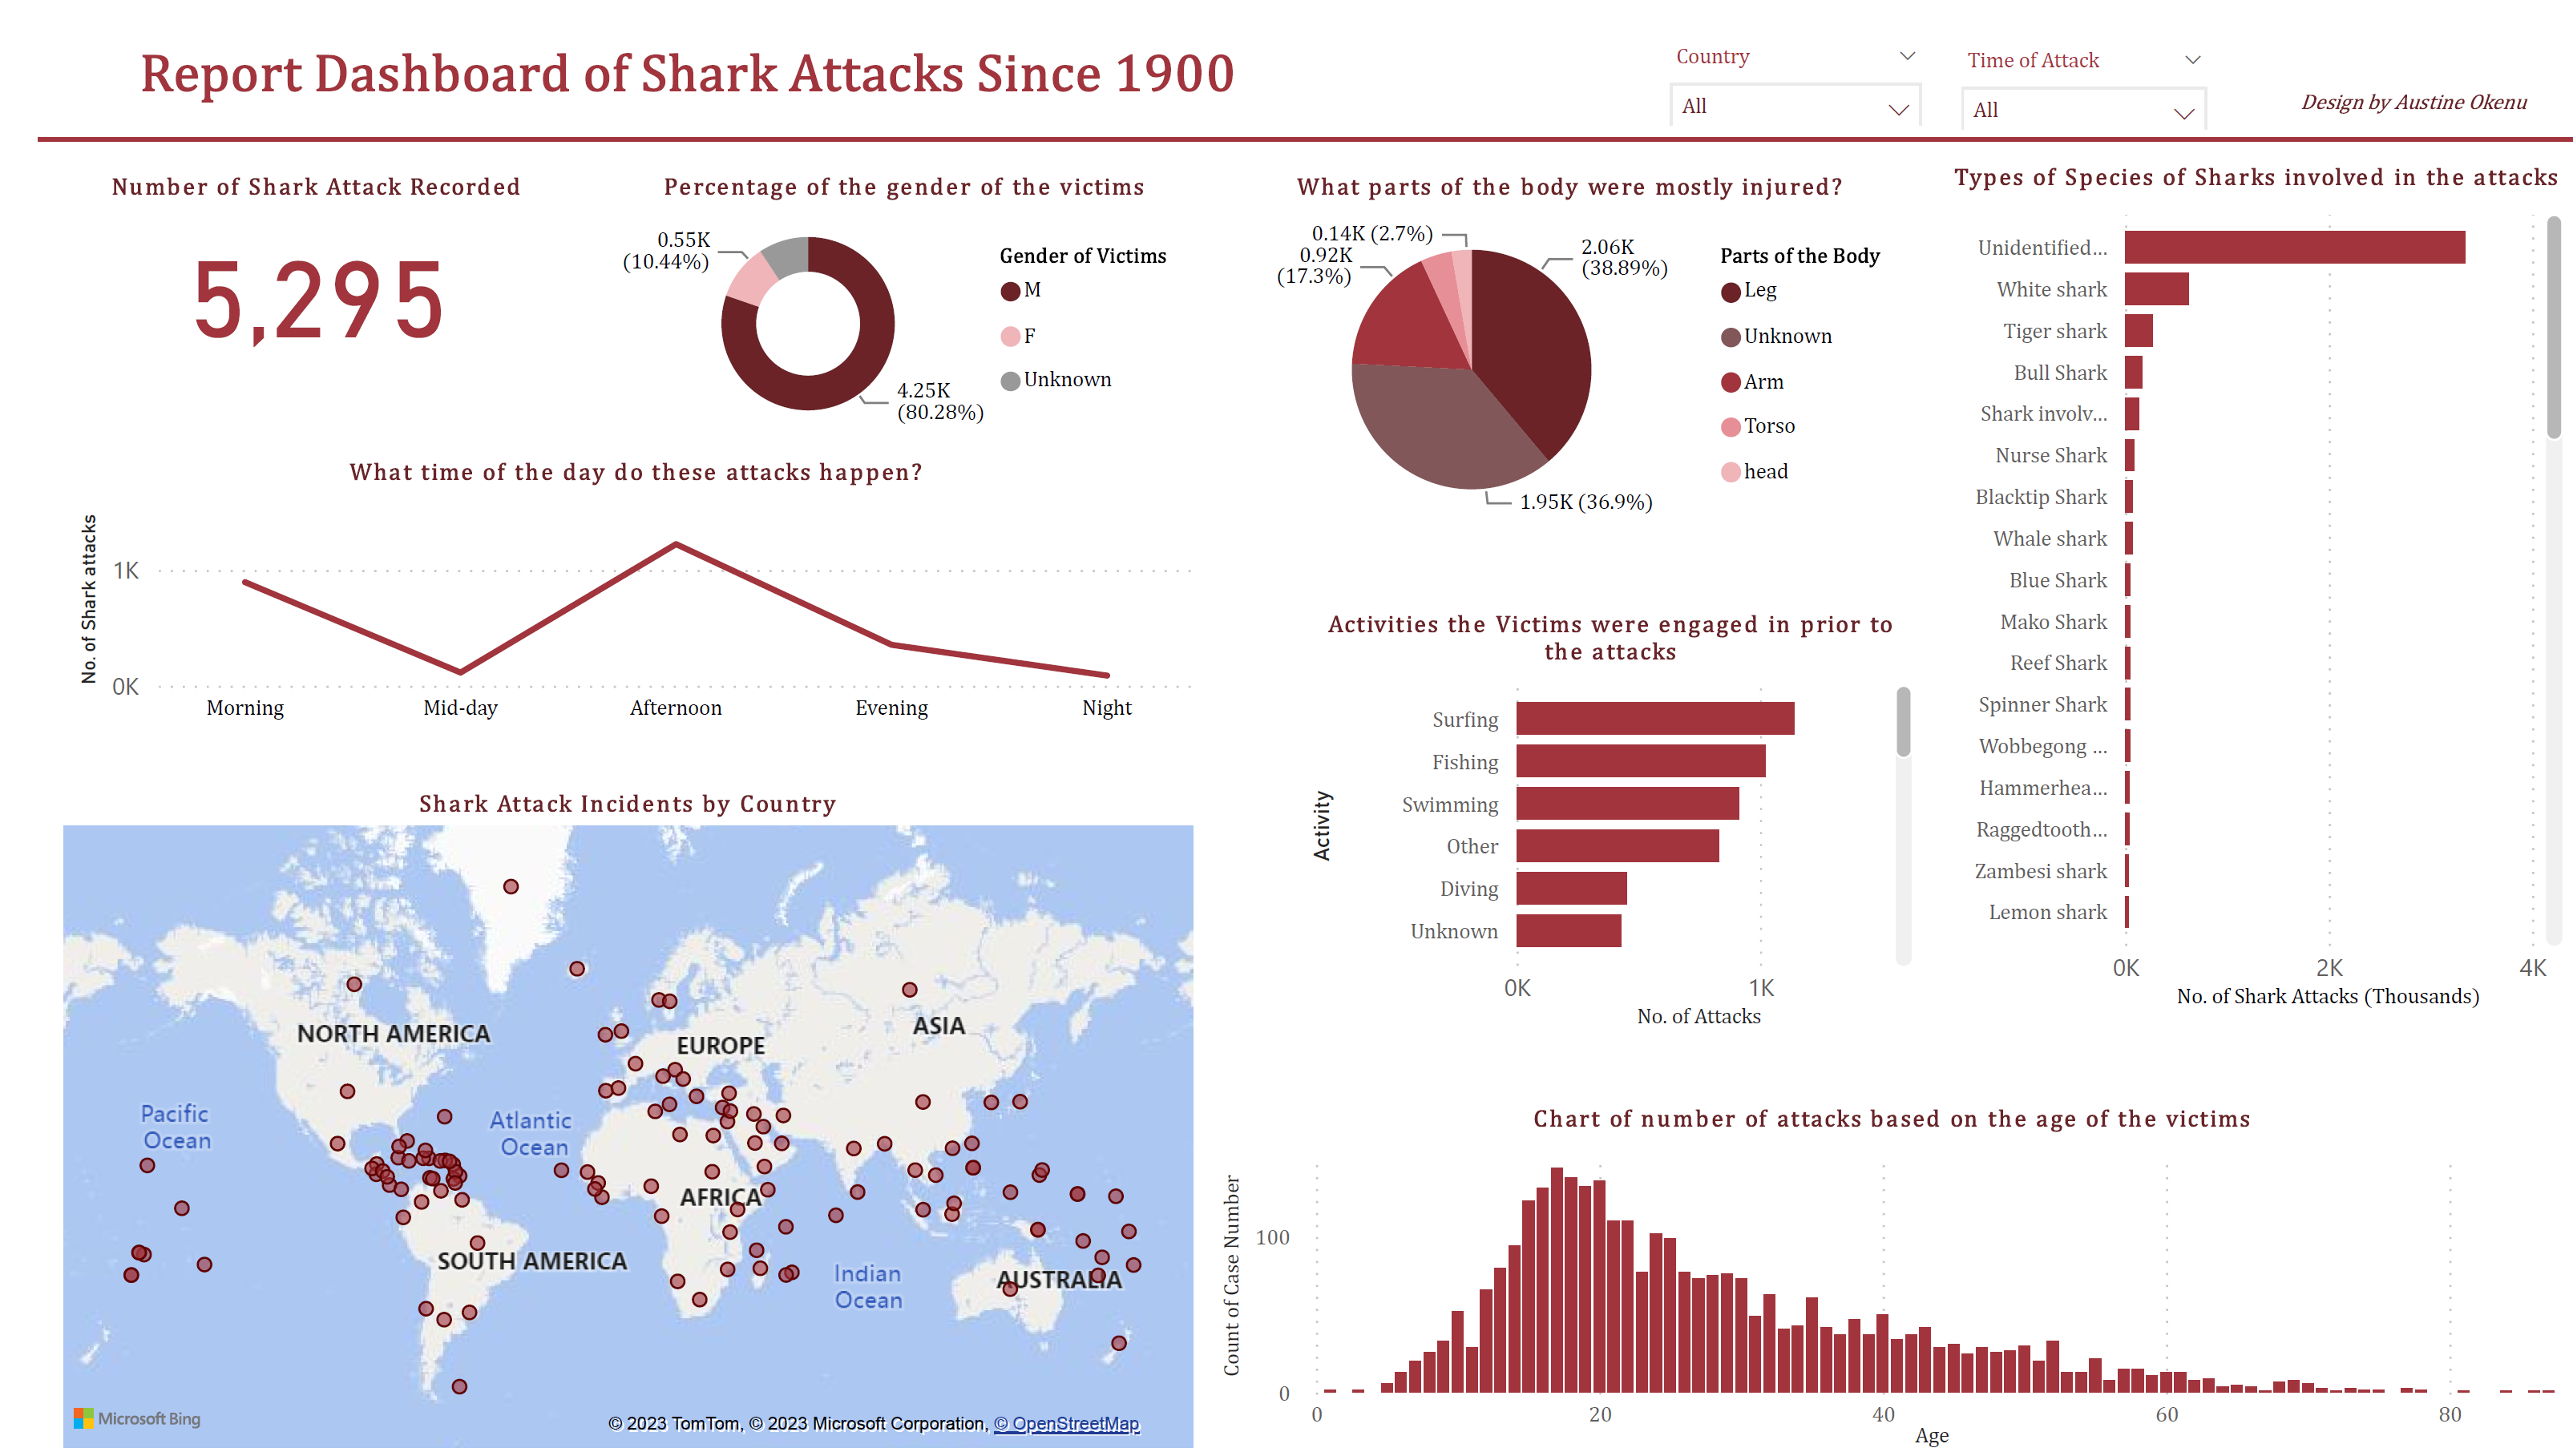 Report Dashboard of Shark Attacks Since 1900
Country
All
Time of Attack
All
Design by Austine Okenu
Number of Shark Attack Recorded
5,295
Percentage of the gender of the victims
0.55K
(10.44%)
4.25K
(80.28%)
Gender of Victims
M
F
Unknown
What parts of the body were mostly injured?
0.14K (2.7%)
0.92K
(17.3%)
2.06K
(38.89%)
1.95K (36.9%)
Parts of the Body
Leg
Unknown
Arm
Torso
head
Types of Species of Sharks involved in the attacks
Unidentified...
White shark
Tiger shark
Bull Shark
Shark involv...
Nurse Shark
Blacktip Shark
Whale shark
Blue Shark
Mako Shark
Reef Shark
Spinner Shark
Wobbegong ...
Hammerhea...
Raggedtooth...
Zambesi shark
Lemon shark
0K 2K 4K
No. of Shark Attacks (Thousands)
What time of the day do these attacks happen?
No. of Shark attacks
1K
0K
Morning Mid-day Afternoon Evening Night
Activities the Victims were engaged in prior to
the attacks
Activity
Surfing
Fishing
Swimming
Other
Diving
Unknown
0K 1K
No. of Attacks
Shark Attack Incidents by Country
NORTH AMERICA
EUROPE
ASIA
Pacific
Ocean
Atlantic
Ocean
AFRICA
SOUTH AMERICA
Indian
Ocean
AUSTRALIA
Microsoft Bing
© 2023 TomTom, © 2023 Microsoft Corporation, © OpenStreetMap
Chart of number of attacks based on the age of the victims
Count of Case Number
100
0
0 20 40 60 80
Age